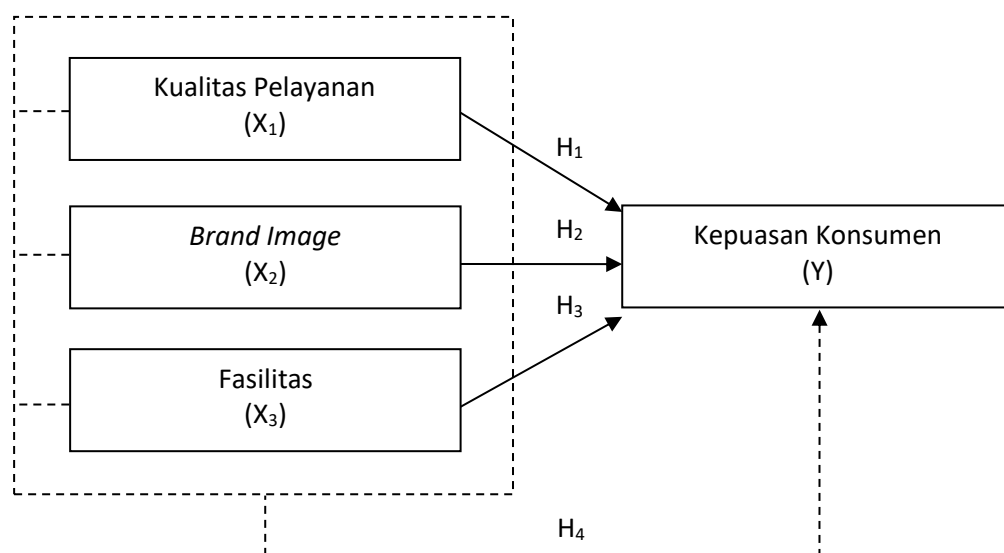 Kualitas Pelayanan
(X₁)
H₁
Brand Image
(X₂)
H₂
Kepuasan Konsumen
(Y)
H₃
Fasilitas
(X₃)
H₄